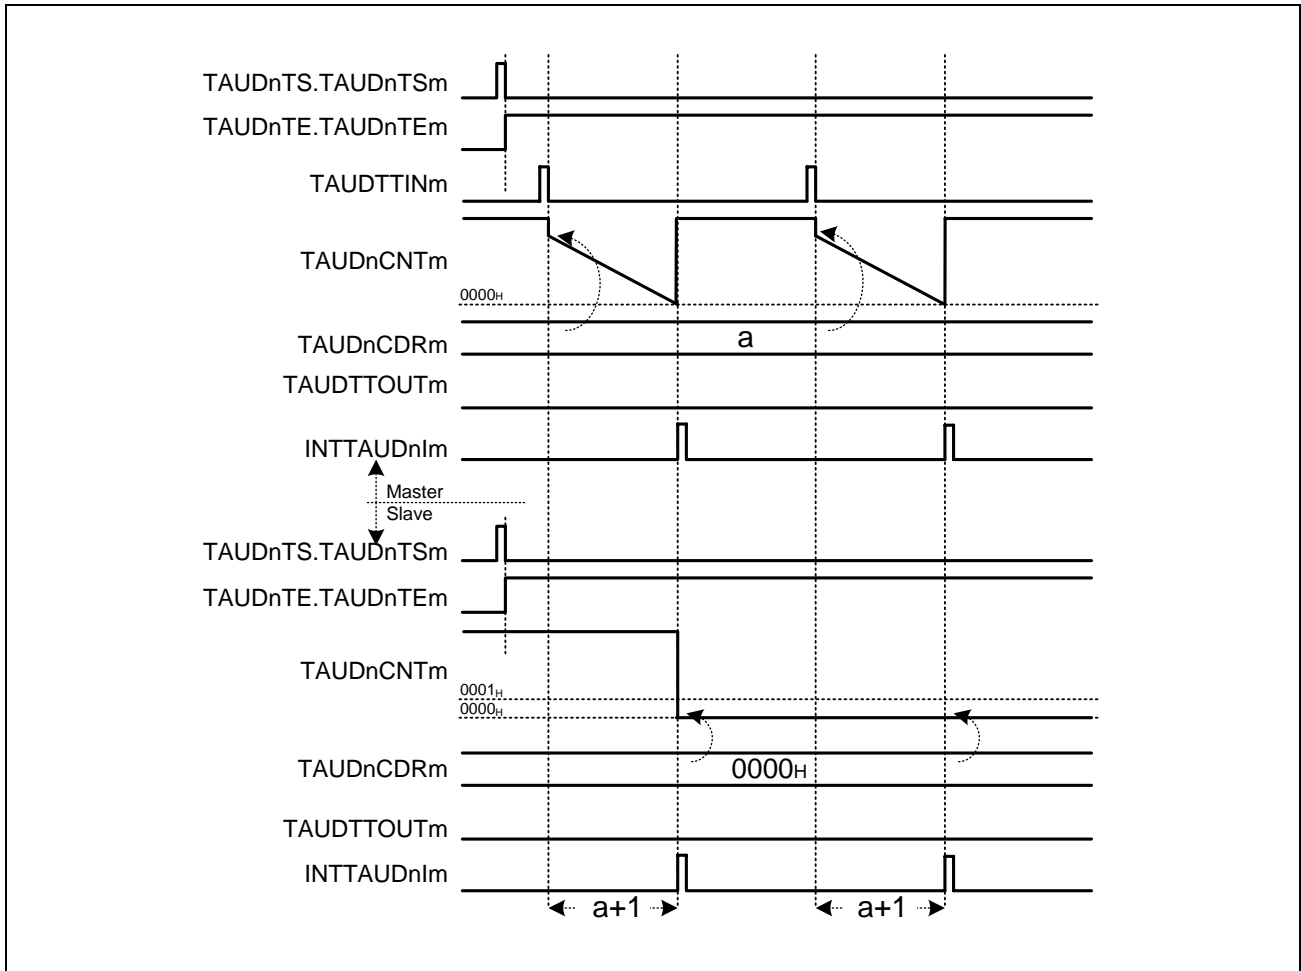 TAUDnTS.TAUDnTSm
TAUDnTE.TAUDnTEm
TAUDTTINm
TAUDnCNTm
0000H
TAUDnCDRm
a
TAUDTTOUTm
INTTAUDnIm
Master
Slave
TAUDnTS.TAUDnTSm
TAUDnTE.TAUDnTEm
TAUDnCNTm
0001H
0000H
TAUDnCDRm
0000H
TAUDTTOUTm
INTTAUDnIm
a+1 a+1